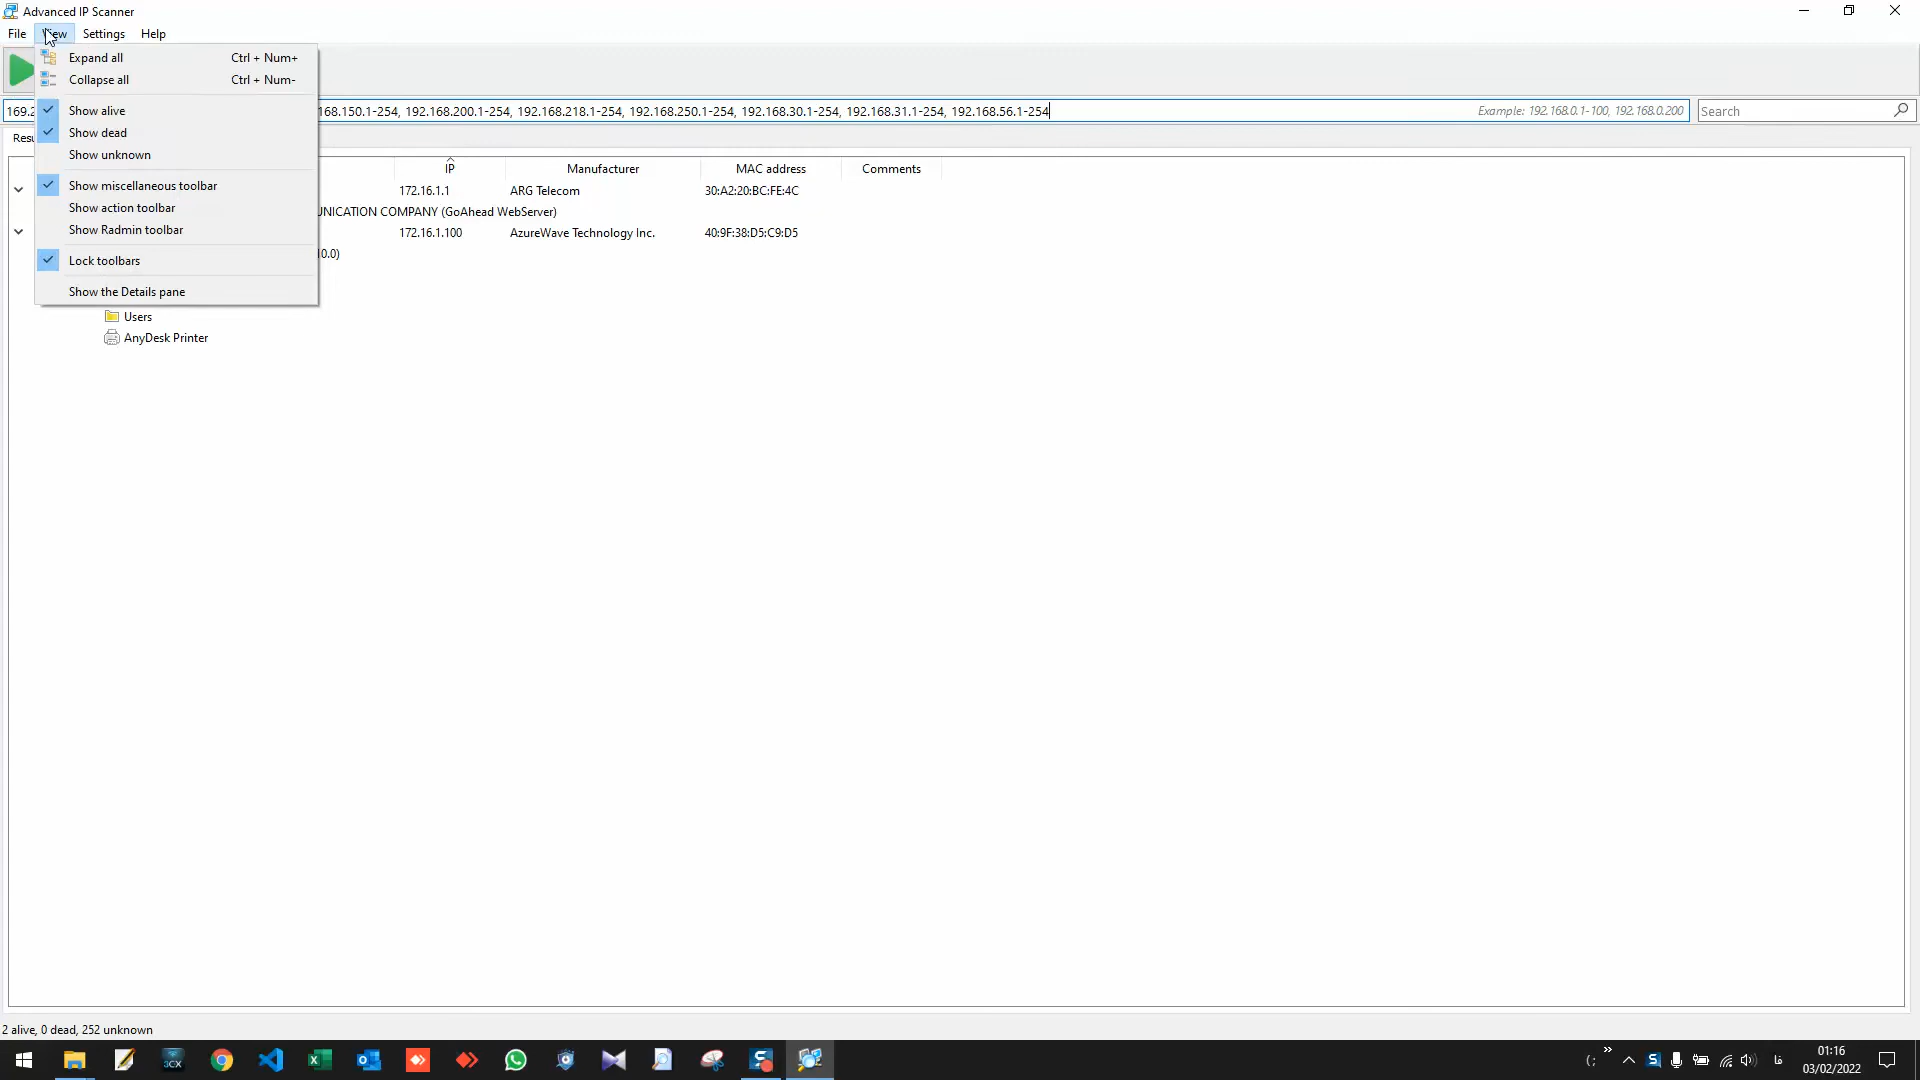 Advanced IP Scanner
File View Settings Help
Expand all Ctrl + Num+
Collapse all Ctrl + Num-
Show alive
Show dead
Show unknown
Show miscellaneous toolbar
Show action toolbar
Show Radmin toolbar
Lock toolbars
Show the Details pane
168.150.1-254, 192.168.200.1-254, 192.168.218.1-254, 192.168.250.1-254, 192.168.30.1-254, 192.168.31.1-254, 192.168.56.1-254
Example: 192.168.0.1-100, 192.168.0.200
Search
IP Manufacturer MAC address Comments
172.16.1.1 ARG Telecom 30:A2:20:BC:FE:4C
COMPANY (GoAhead WebServer)
172.16.1.100 AzureWave Technology Inc. 40:9F:38:D5:C9:D5
Users
AnyDesk Printer
2 alive, 0 dead, 252 unknown
3CX
فا
01:16
03/02/2022